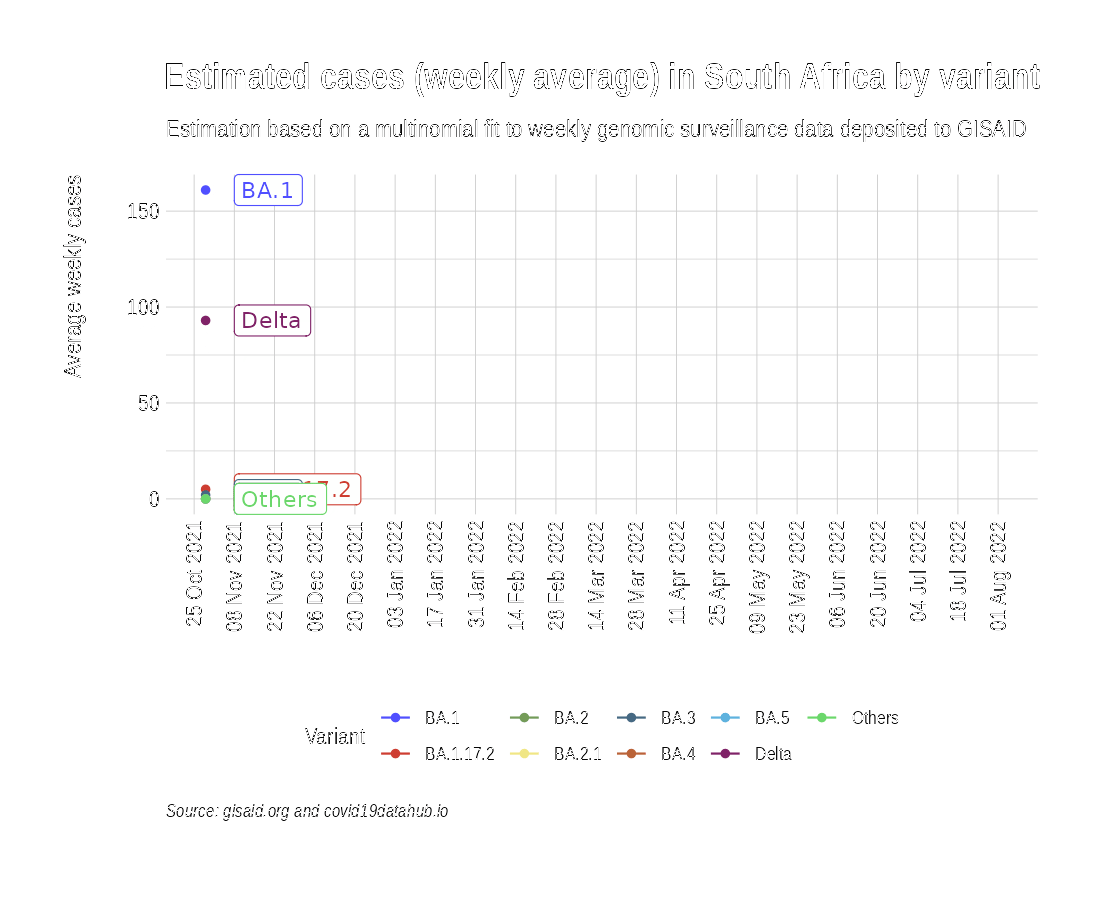 Estimated cases (weekly average) in South Africa by variant
Estimation based on a multinomial fit to weekly genomic surveillance data deposited to GISAID
Average weekly cases
150
100
50
0
BA.1
Delta
17.2
Others
25 Oct 2021
08 Nov 2021
22 Nov 2021
06 Dec 2021
20 Dec 2021
03 Jan 2022
17 Jan 2022
31 Jan 2022
14 Feb 2022
28 Feb 2022
14 Mar 2022
28 Mar 2022
11 Apr 2022
25 Apr 2022
09 May 2022
23 May 2022
06 Jun 2022
20 Jun 2022
04 Jul 2022
18 Jul 2022
01 Aug 2022
Variant
BA.1
BA.2
BA.3
BA.5
Others
BA.1.17.2
BA.2.1
BA.4
Delta
Source: gisaid.org and covid19datahub.io